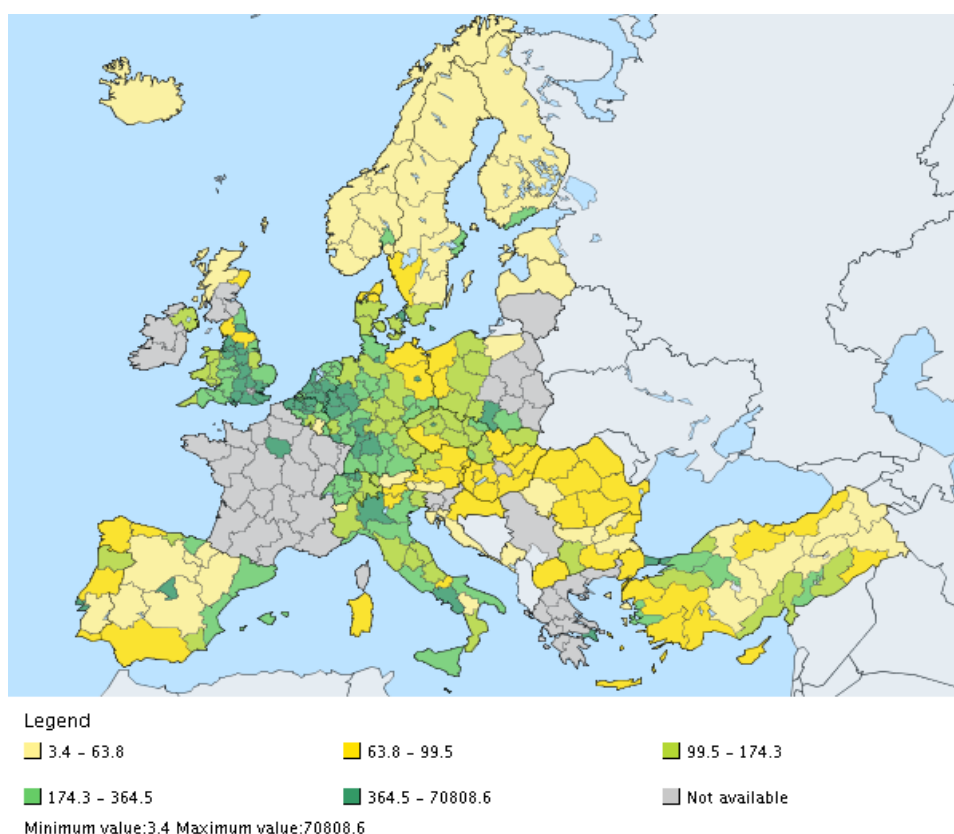 Legend
3.4 - 63.8 63.8 - 99.5 99.5 - 174.3
174.3 - 364.5 364.5 - 70808.6 Not available
Minimum value:3.4 Maximum value:70808.6